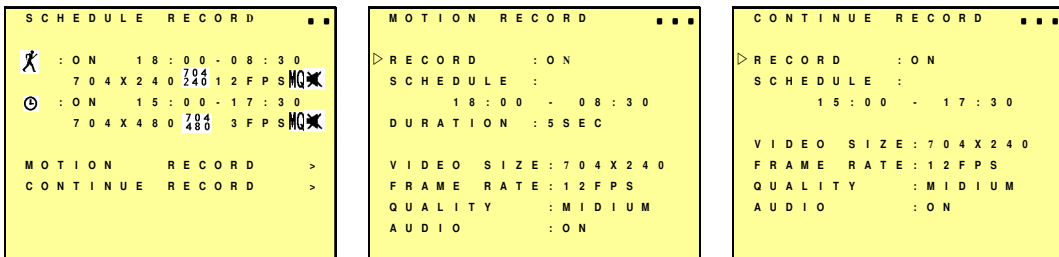 SCHEDULE RECORD
:ON 18:00-08:30
704X240 704 240 12FPS MQ
:ON 15:00-17:30
704X480 704 480 3FPS MQ
MOTION RECORD >
CONTINUE RECORD >
MOTION RECORD
RECORD :ON
SCHEDULE :
18:00 - 08:30
DURATION :5SEC
VIDEO SIZE:704X240
FRAME RATE:12FPS
QUALITY :MIDIUM
AUDIO :ON
CONTINUE RECORD
RECORD :ON
SCHEDULE :
15:00 - 17:30
VIDEO SIZE:704X240
FRAME RATE:12FPS
QUALITY :MIDIUM
AUDIO :ON